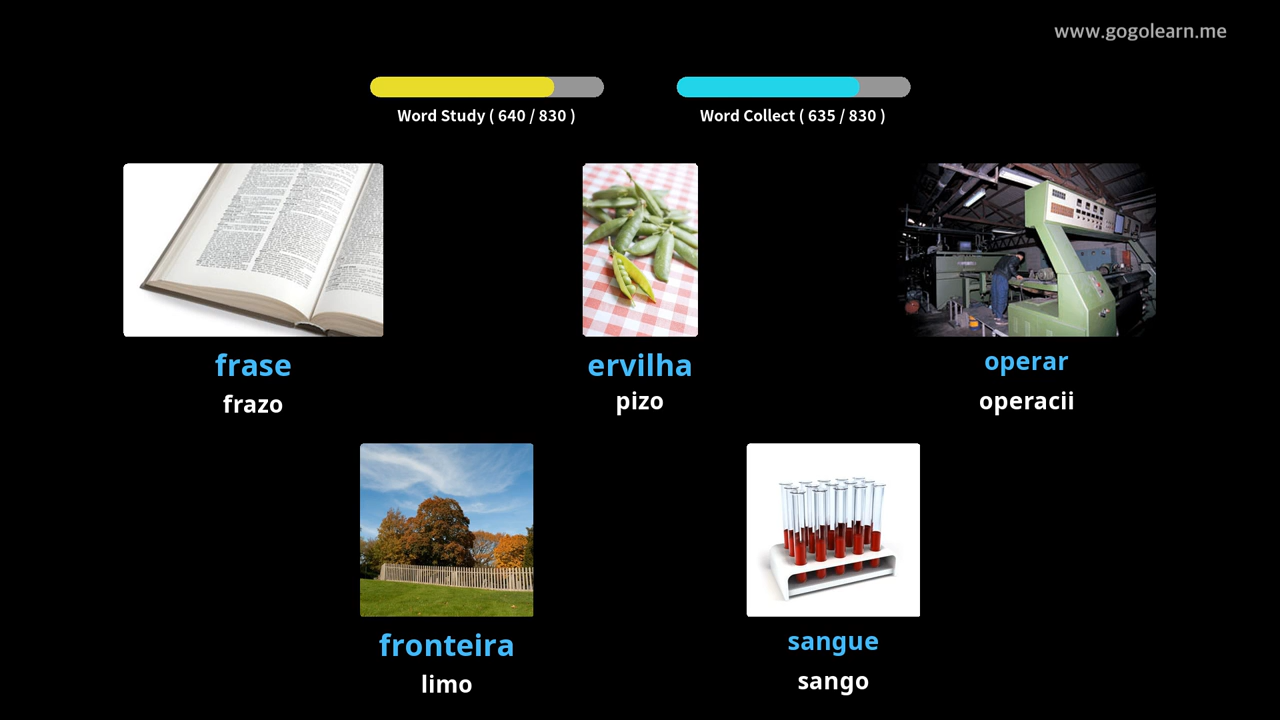 www.gogolearn.me
Word Study ( 640 / 830 )
Word Collect ( 635 / 830 )
frase
frazo
ervilha
pizo
operar
operacii
fronteira
limo
sangue
sango